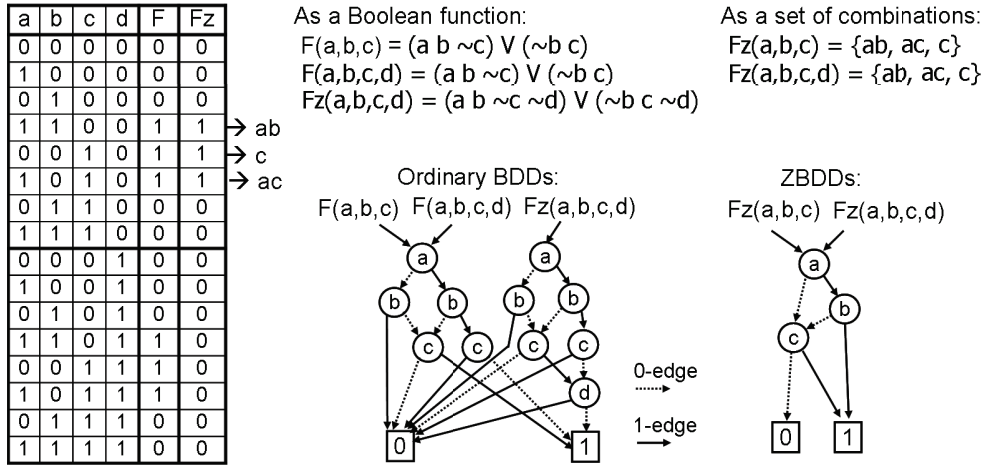 a b c d F Fz
0 0 0 0 0 0
1 0 0 0 0 0
0 1 0 0 0 0
1 1 0 0 1 1 → ab
0 0 1 0 1 1 → c
1 0 1 0 1 1 → ac
0 1 1 0 0 0
1 1 1 0 0 0
0 0 0 1 0 0
1 0 0 1 0 0
0 1 0 1 0 0
1 1 0 1 1 0
0 0 1 1 1 0
1 0 1 1 1 0
0 1 1 1 0 0
1 1 1 1 0 0
As a Boolean function:
F(a,b,c) = (a b ~c) V (~b c)
F(a,b,c,d) = (a b ~c) V (~b c)
Fz(a,b,c,d) = (a b ~c ~d) V (~b c ~d)
As a set of combinations:
Fz(a,b,c) = {ab, ac, c}
Fz(a,b,c,d) = {ab, ac, c}
Ordinary BDDs:
F(a,b,c) F(a,b,c,d) Fz(a,b,c,d)
a a
b b b b
c c c c
d
0 1
0-edge
1-edge
ZBDDs:
Fz(a,b,c) Fz(a,b,c,d)
a
b
c
0 1